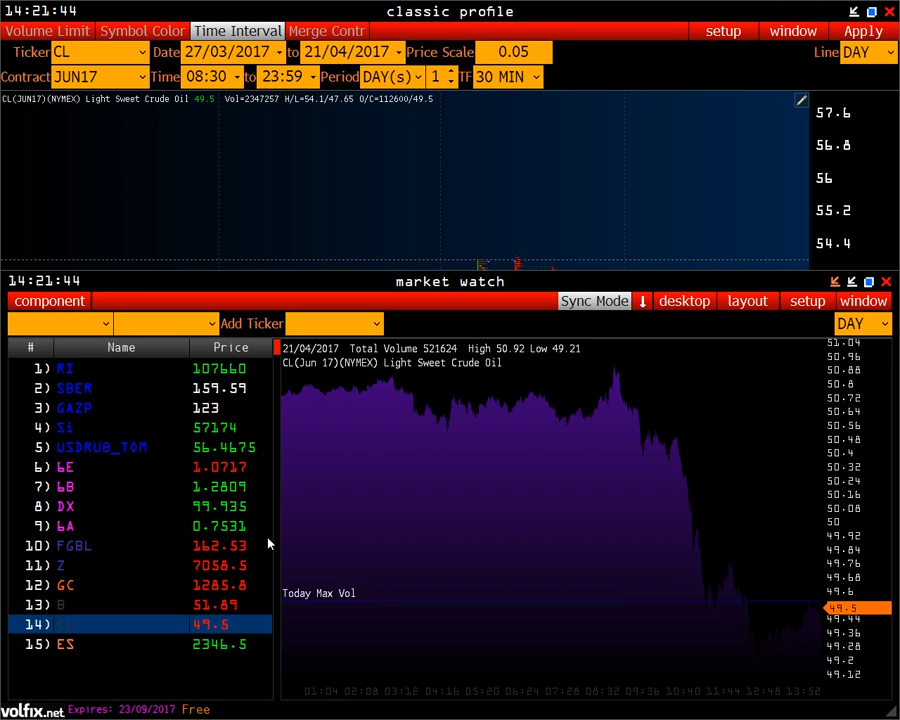 14:21:44 classic profile
Volume Limit Symbol Color Time Interval Merge Contr setup window Apply
Ticker CL Date 27/03/2017 to 21/04/2017 Price Scale 0.05 Line DAY
Contract JUN17 Time 08:30 to 23:59 Period DAY(s) 1 TF 30 MIN
CL(JUN17)(NYMEX) Light Sweet Crude Oil 49.5 Vol=2347257 H/L=54.1/47.65 O/C=112600/49.5
57.6
56.8
56
55.2
54.4
14:21:44 market watch
component Sync Mode ↓ desktop layout setup window
Add Ticker DAY
# Name Price
1) RI 107660
2) SBER 159.59
3) GAZP 123
4) Si 57174
5) USDRUB_TOM 56.4675
6) 6E 1.0717
7) 6B 1.2809
8) DX 99.935
9) 6A 0.7531
10) FGBL 162.53
11) Z 7058.5
12) GC 1285.8
13) B 51.89
14) CL 49.5
15) ES 2346.5
21/04/2017 Total Volume 521624 High 50.92 Low 49.21
CL(Jun 17)(NYMEX) Light Sweet Crude Oil
Today Max Vol
51.04
50.96
50.88
50.8
50.72
50.64
50.56
50.48
50.4
50.32
50.24
50.16
50.08
50
49.92
49.84
49.76
49.68
49.6
49.5
49.44
49.36
49.28
49.2
49.12
01:04 02:08 03:12 04:16 05:20 06:24 07:28 08:32 09:36 10:40 11:44 12:48 13:52
volfix.net Expires: 23/09/2017 Free